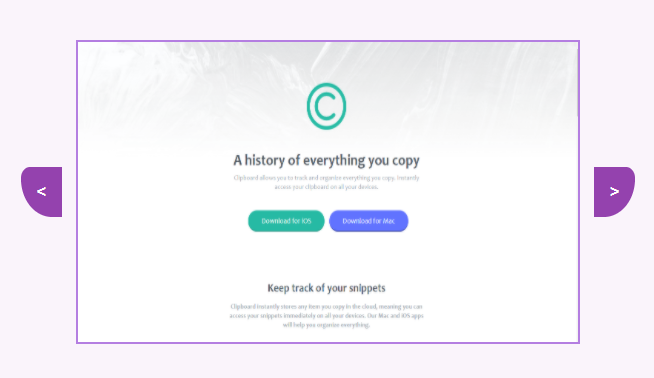 ©
A history of everything you copy
Clipboard allows you to track and organize everything you copy. Instantly
access your clipboard on all your devices.
<
>
Download for iOS
Download for Mac
Keep track of your snippets
Clipboard instantly stores any item you copy in the cloud, meaning you can
access your snippets immediately on all your devices. Our Mac and iOS apps
will help you organize everything.